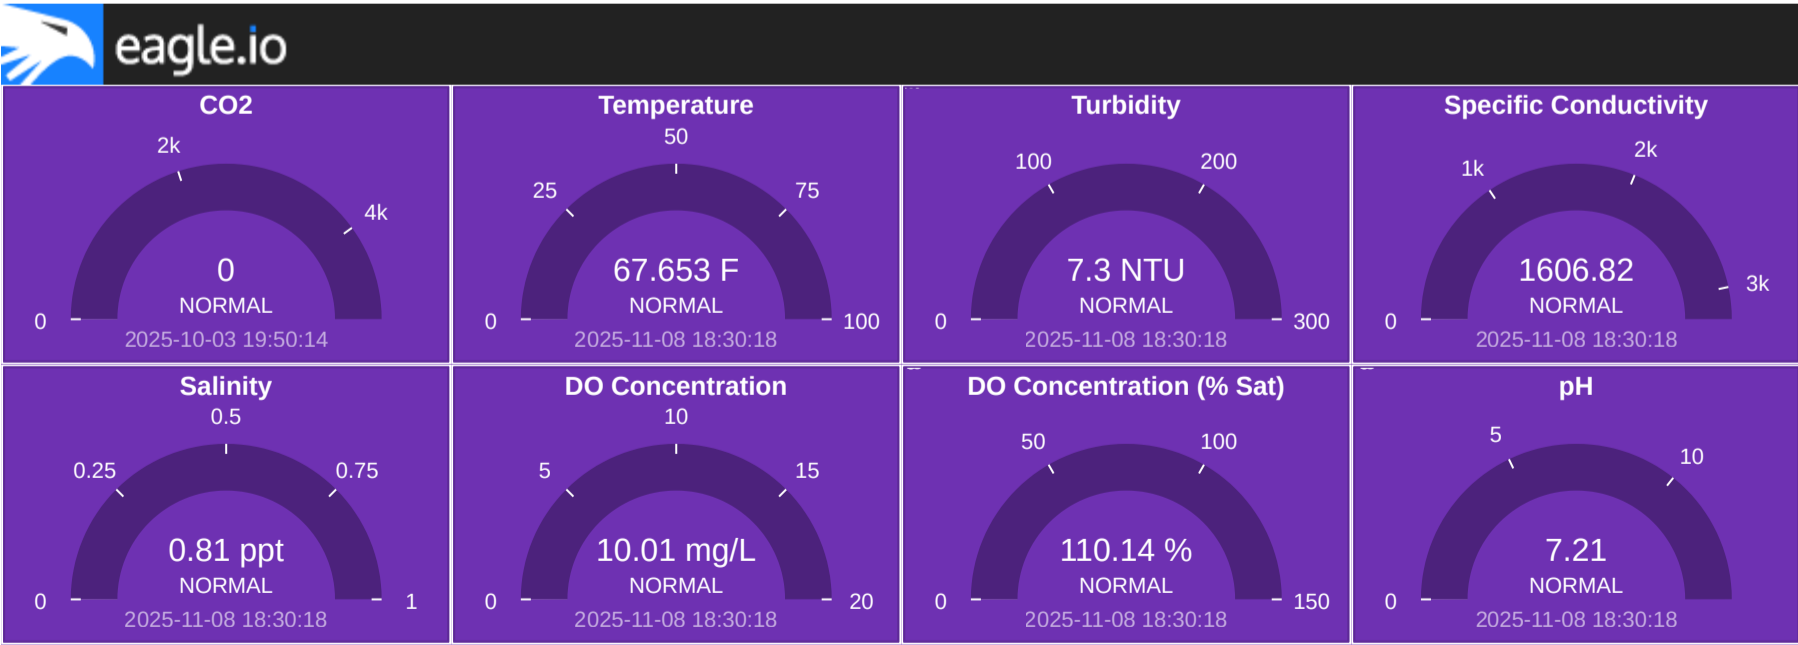 eagle.io
CO2
2k
4k
0
0
NORMAL
2025-10-03 19:50:14
Temperature
50
25
75
67.653 F
NORMAL
0
100
2025-11-08 18:30:18
Turbidity
100
200
7.3 NTU
NORMAL
0
300
2025-11-08 18:30:18
Specific Conductivity
2k
1k
1606.82
3k
NORMAL
0
2025-11-08 18:30:18
Salinity
0.5
0.25
0.75
0.81 ppt
NORMAL
0
1
2025-11-08 18:30:18
DO Concentration
10
5
15
10.01 mg/L
NORMAL
0
20
2025-11-08 18:30:18
DO Concentration (% Sat)
50
100
110.14 %
NORMAL
0
150
2025-11-08 18:30:18
pH
5
10
7.21
NORMAL
0
2025-11-08 18:30:18